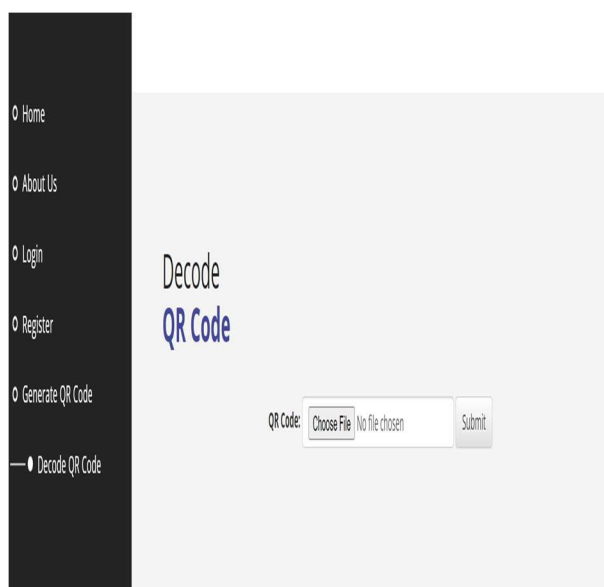 Home
About Us
Login
Register
Generate QR Code
Decode QR Code
Decode
QR Code
QR Code: Choose File No file chosen Submit